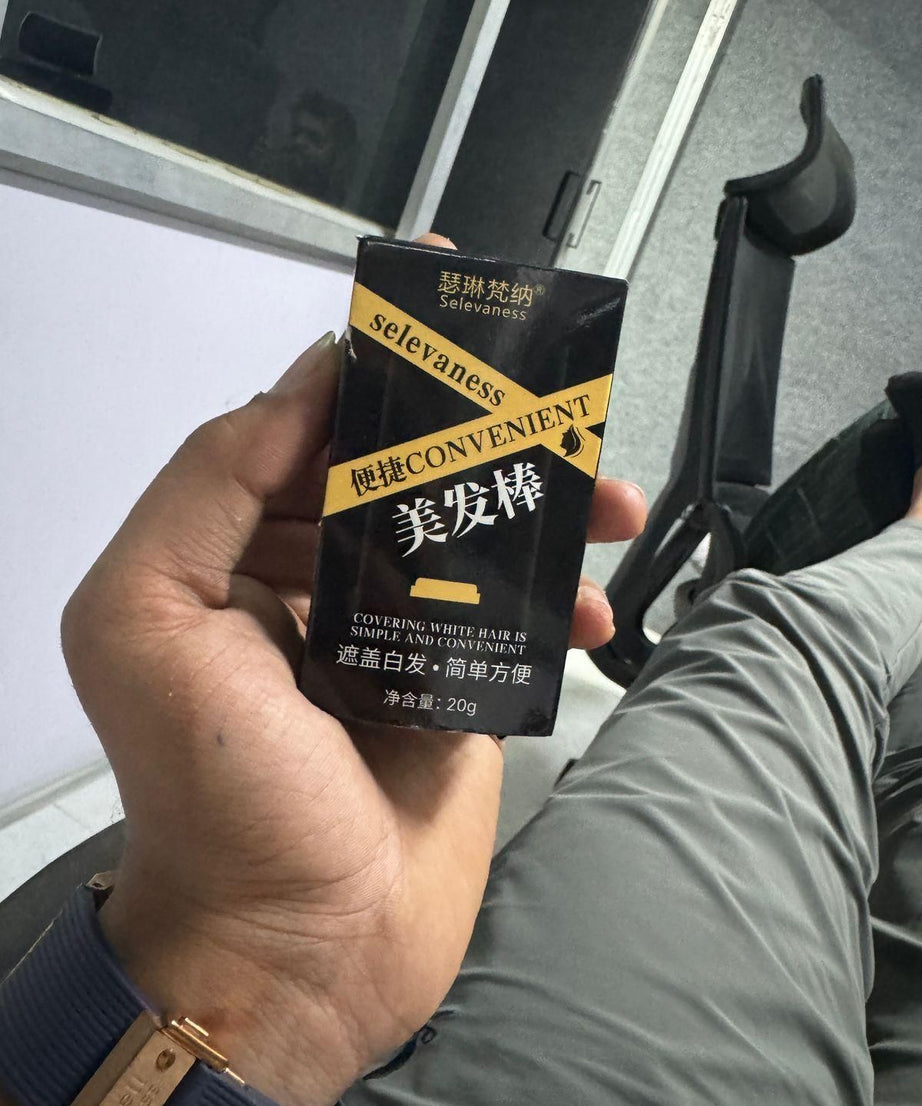 瑟琳梵纳®
Selevaness
selevaness
便捷CONVENIENT
美发棒
COVERING WHITE HAIR IS
SIMPLE AND CONVENIENT
遮盖白发•简单方便
净含量：20g